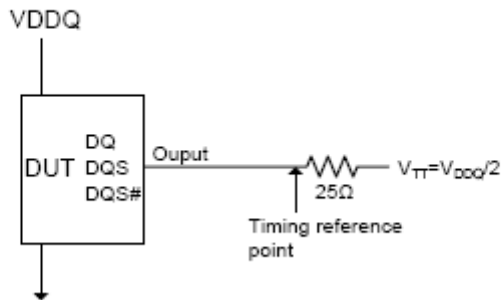 VDDQ
DUT
DQ
DQS
DQS#
Ouput
25Ω
VTT=VDDQ/2
Timing reference
point